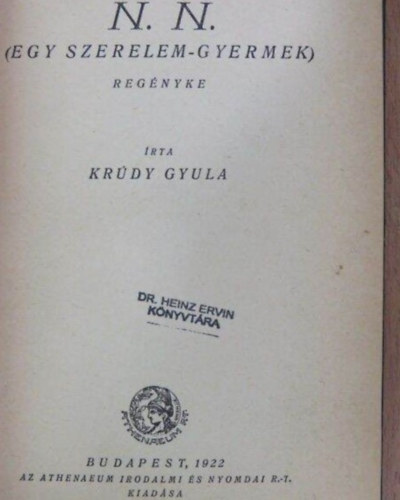 N. N.
(EGY SZERELEM-GYERMEK)
REGÉNYKE
ÍRTA
KRÚDY GYULA
DR. HEINZ ERVIN
KÖNYVTÁRA
ATHENAEUM RT.
BUDAPEST, 1922
AZ ATHENAEUM IRODALMI ÉS NYOMDAI R.-T.
KIADÁSA